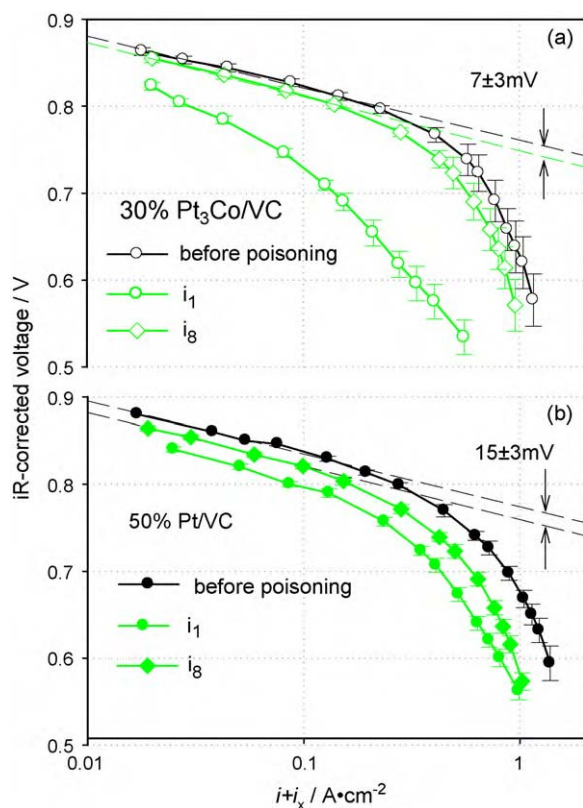 0.9
(a)
7±3mV
0.8
0.7
30% Pt₃Co/VC
before poisoning
0.6
i₁
i₈
0.5
iR-corrected voltage / V
0.9
(b)
15±3mV
0.8
50% Pt/VC
0.7
before poisoning
i₁
0.6
i₈
0.5
0.01 0.1 1
i+iₓ / A•cm⁻²